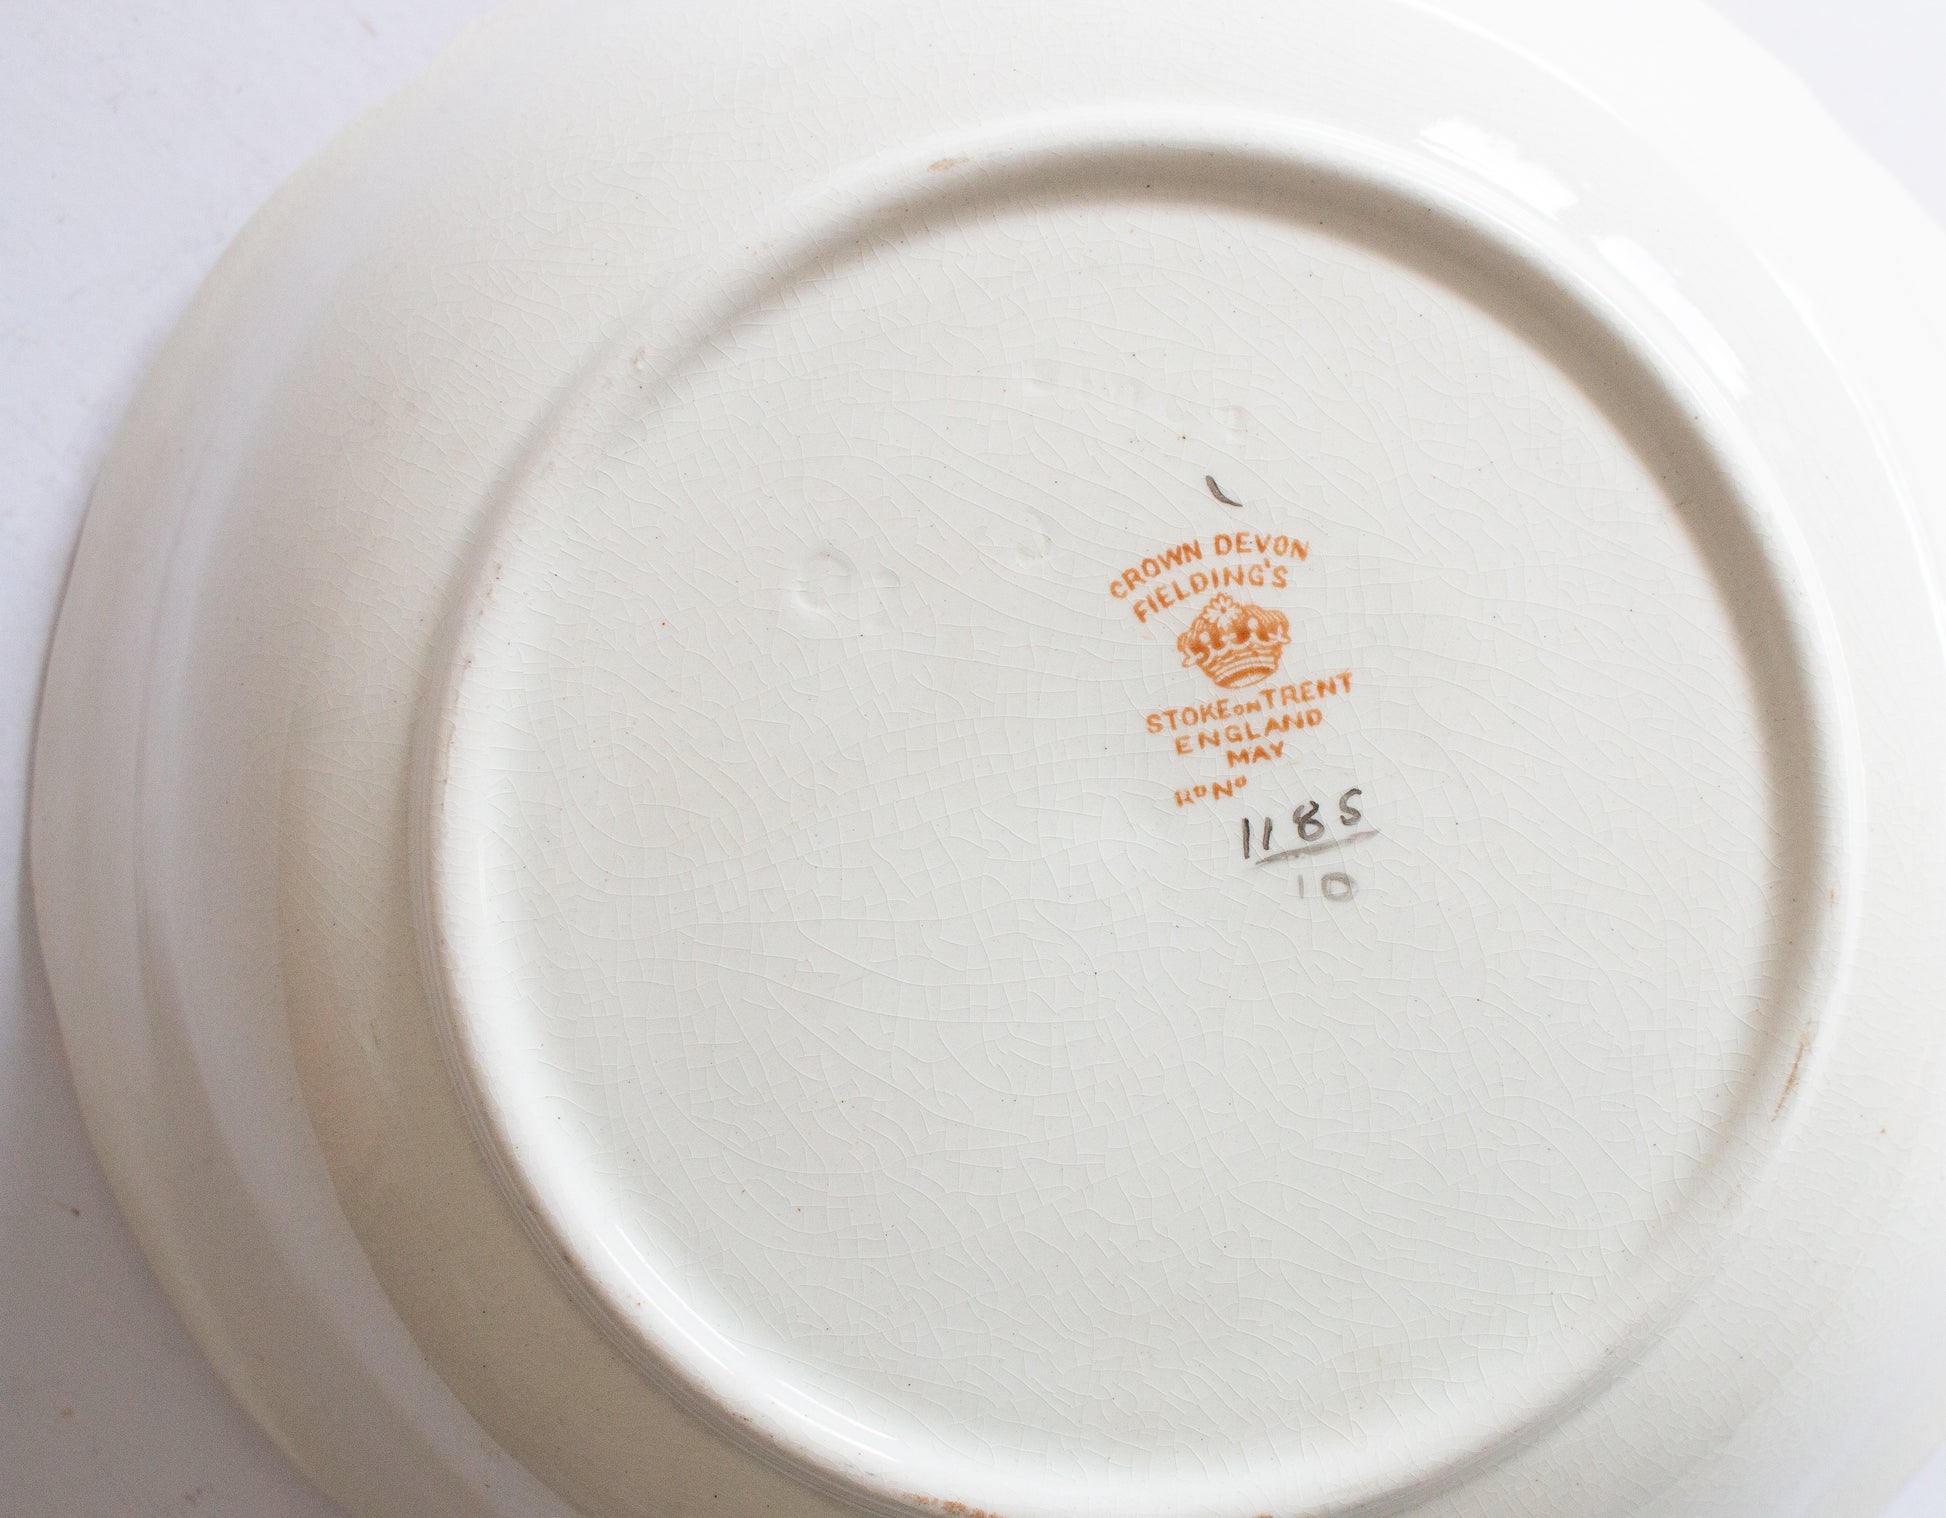 CROWN DEVON
FIELDING'S
STOKE ON TRENT
ENGLAND
MAY
Rᴰ Nº
1185
10